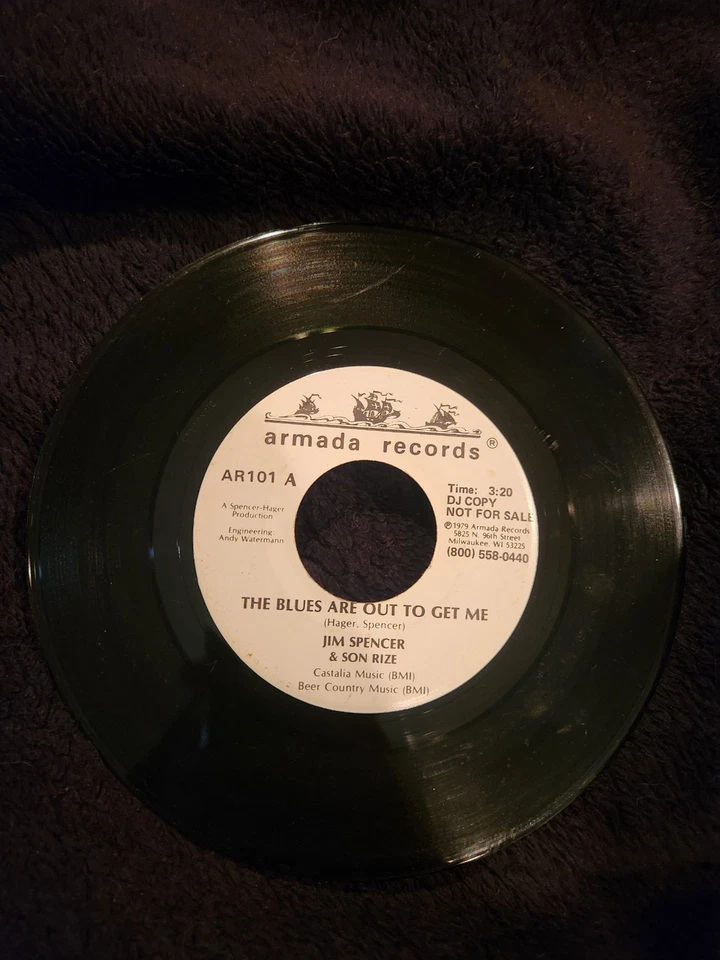 armada records ®
AR101 A
A Spencer-Hager
Production
Engineering
Andy Watermann
Time: 3:20
DJ COPY
NOT FOR SALE
℗1979 Armada Records
5825 N. 96th Street
Milwaukee, WI 53225
(800) 558-0440
THE BLUES ARE OUT TO GET ME
(Hager, Spencer)
JIM SPENCER
& SON RIZE
Castalia Music (BMI)
Beer Country Music (BMI)